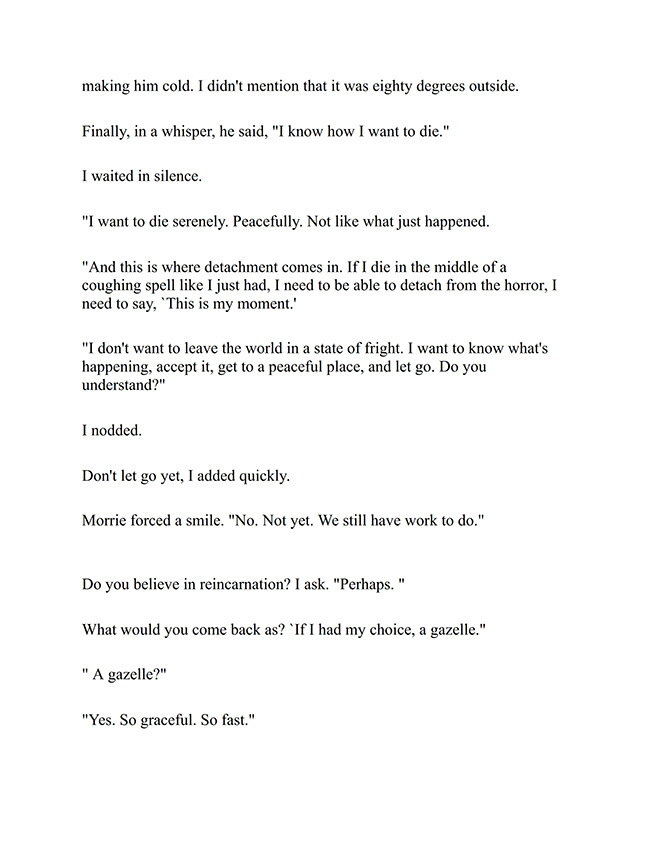 making him cold. I didn't mention that it was eighty degrees outside.
Finally, in a whisper, he said, "I know how I want to die."
I waited in silence.
"I want to die serenely. Peacefully. Not like what just happened.
"And this is where detachment comes in. If I die in the middle of a
coughing spell like I just had, I need to be able to detach from the horror, I
need to say, `This is my moment.'
"I don't want to leave the world in a state of fright. I want to know what's
happening, accept it, get to a peaceful place, and let go. Do you
understand?"
I nodded.
Don't let go yet, I added quickly.
Morrie forced a smile. "No. Not yet. We still have work to do."
Do you believe in reincarnation? I ask. "Perhaps. "
What would you come back as? `If I had my choice, a gazelle."
" A gazelle?"
"Yes. So graceful. So fast."